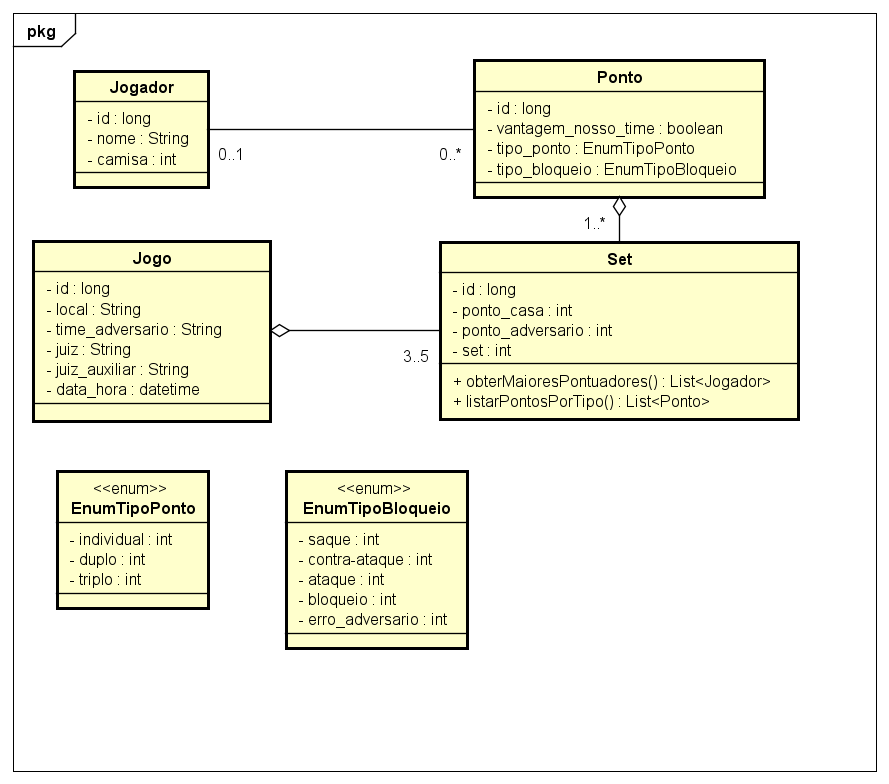 pkg
Jogador
- id : long
- nome : String
- camisa : int
0..1
0..*
Ponto
- id : long
- vantagem_nosso_time : boolean
- tipo_ponto : EnumTipoPonto
- tipo_bloqueio : EnumTipoBloqueio
1..*
Jogo
- id : long
- local : String
- time_adversario : String
- juiz : String
- juiz_auxiliar : String
- data_hora : datetime
3..5
Set
- id : long
- ponto_casa : int
- ponto_adversario : int
- set : int
+ obterMaioresPontuadores() : List<Jogador>
+ listarPontosPorTipo() : List<Ponto>
<<enum>>
EnumTipoPonto
- individual : int
- duplo : int
- triplo : int
<<enum>>
EnumTipoBloqueio
- saque : int
- contra-ataque : int
- ataque : int
- bloqueio : int
- erro_adversario : int